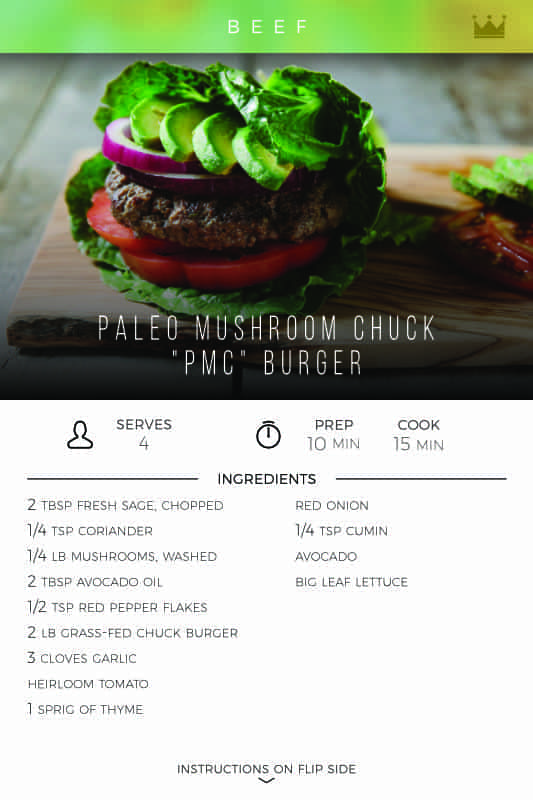 BEEF
PALEO MUSHROOM CHUCK
"PMC" BURGER
SERVES
4
PREP
10 MIN
COOK
15 MIN
INGREDIENTS
2 TBSP FRESH SAGE, CHOPPED
1/4 TSP CORIANDER
1/4 LB MUSHROOMS, WASHED
2 TBSP AVOCADO OIL
1/2 TSP RED PEPPER FLAKES
2 LB GRASS-FED CHUCK BURGER
3 CLOVES GARLIC
HEIRLOOM TOMATO
1 SPRIG OF THYME
RED ONION
1/4 TSP CUMIN
AVOCADO
BIG LEAF LETTUCE
INSTRUCTIONS ON FLIP SIDE